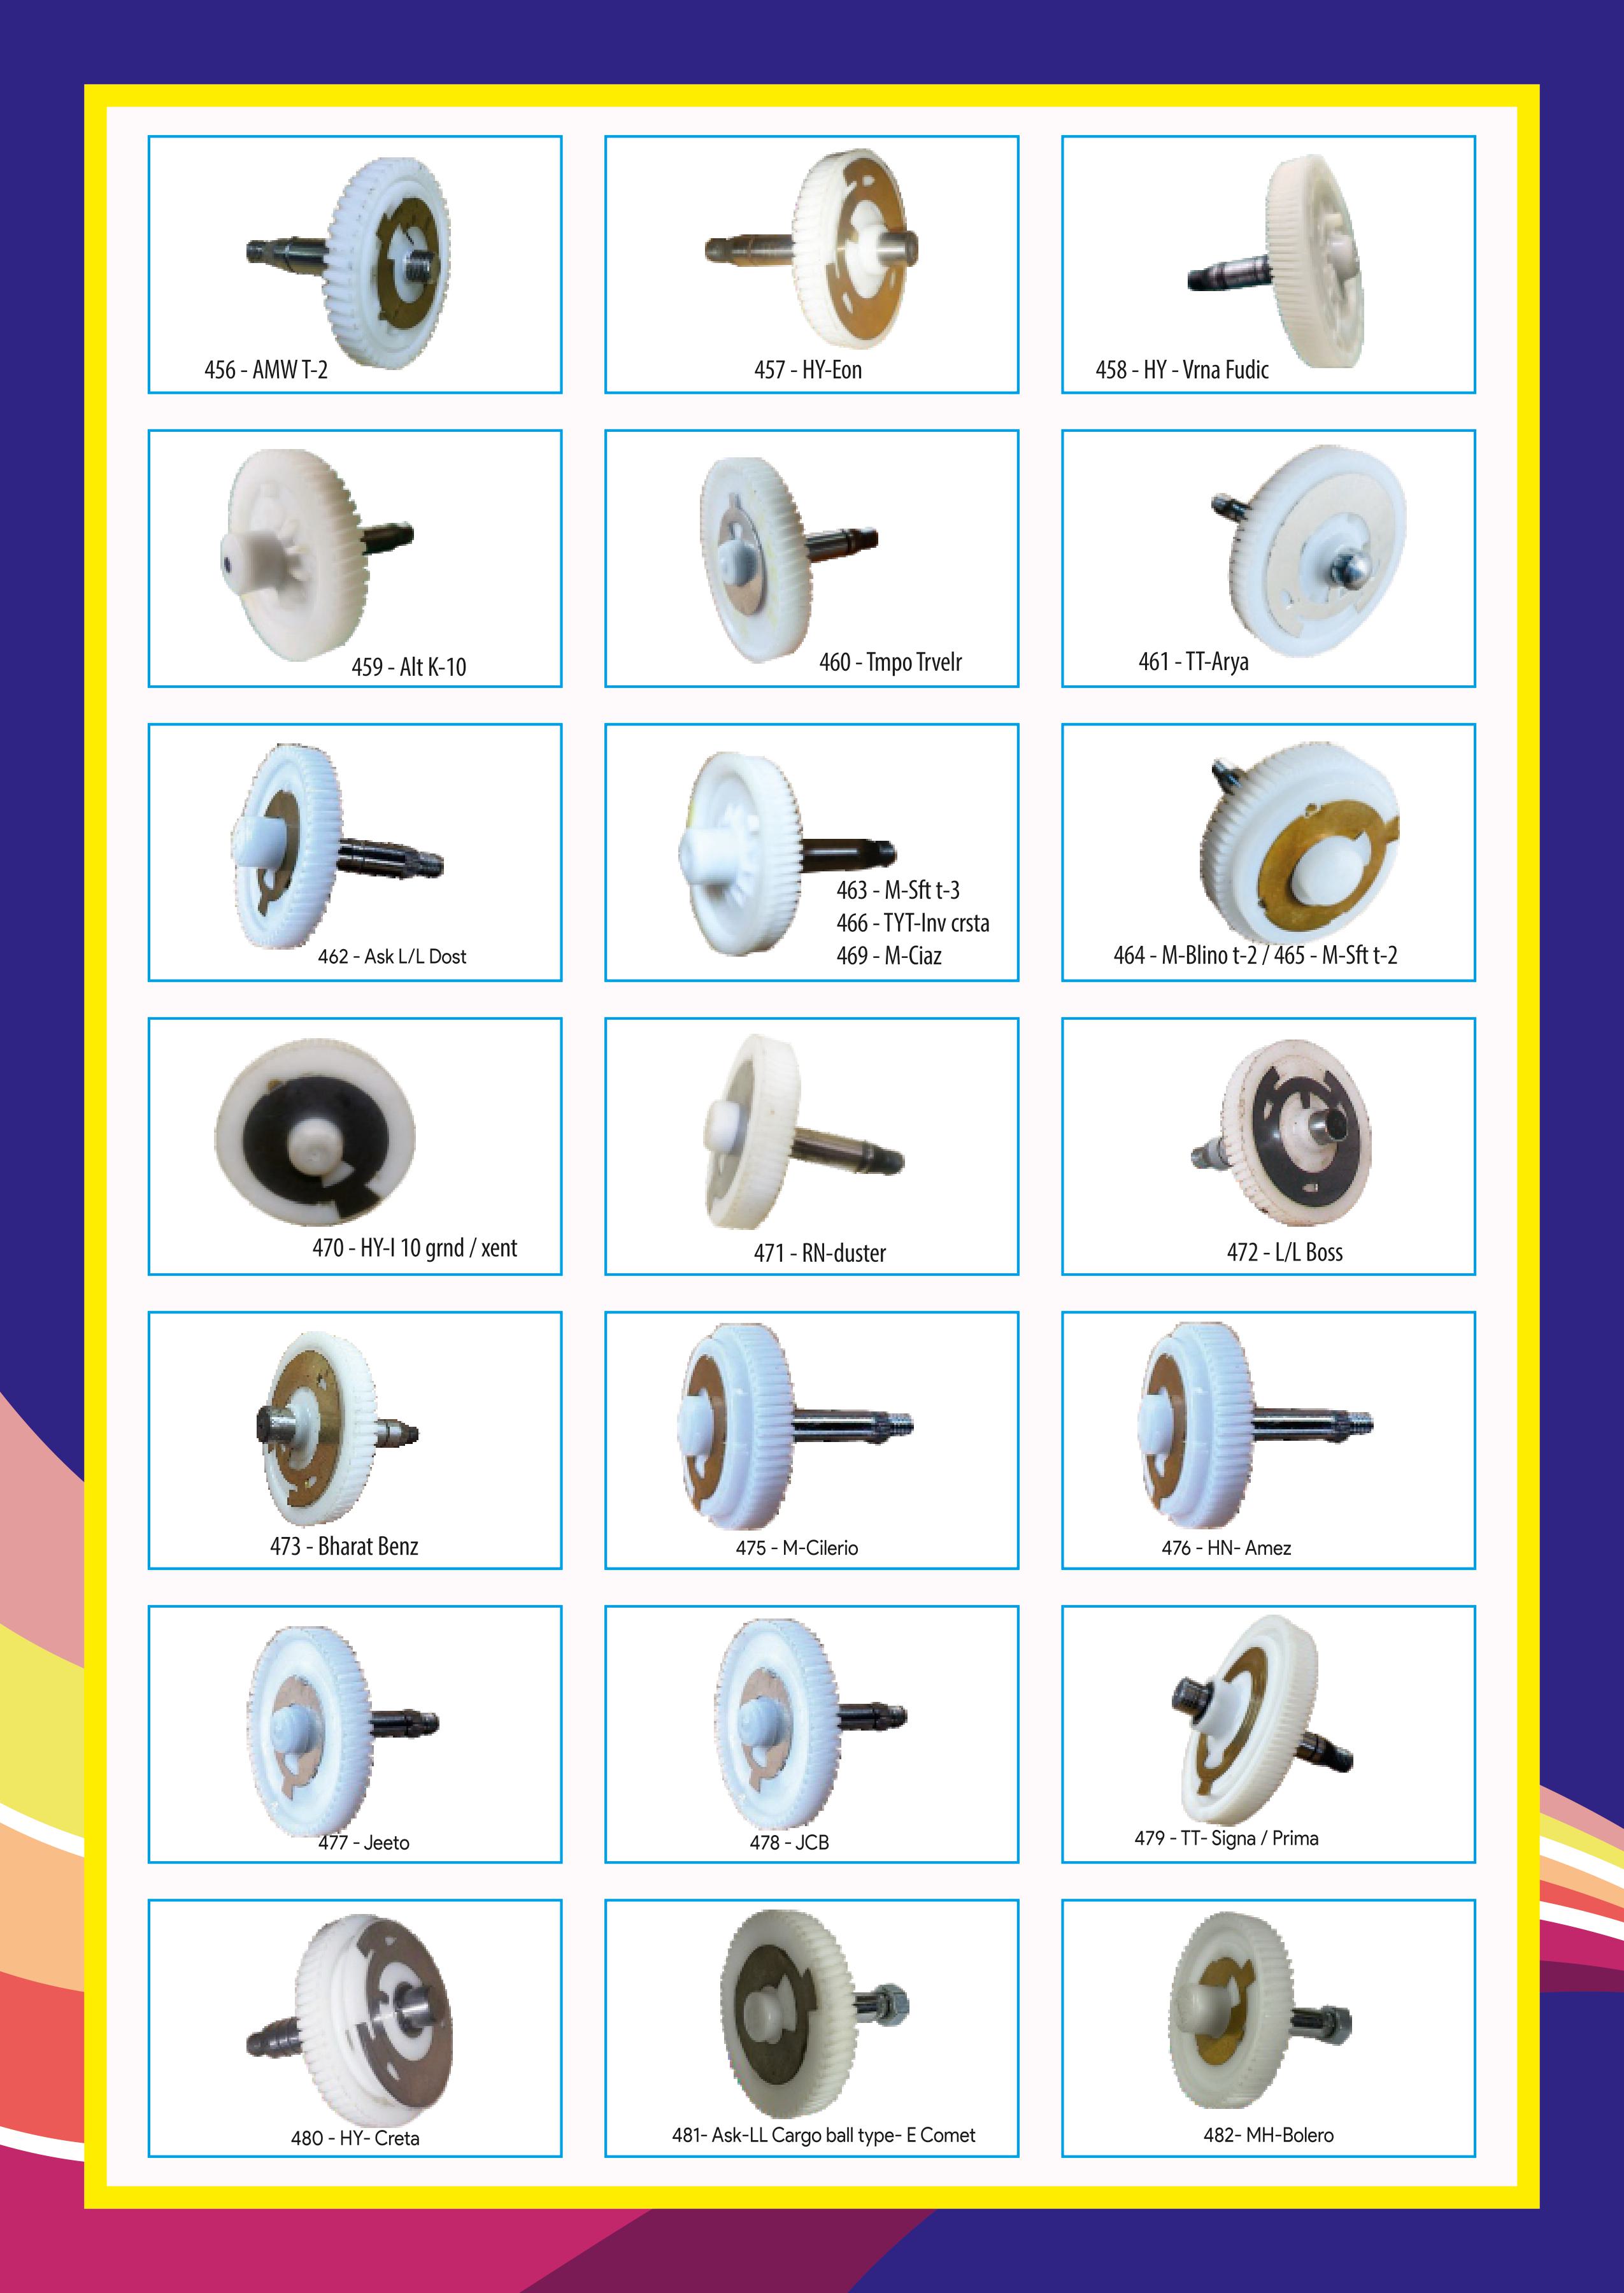 456 - AMW T-2
457 - HY-Eon
458 - HY - Vrna Fudic
459 - Alt K-10
460 - Tmpo Trvelr
461 - TT-Arya
462 - Ask L/L Dost
463 - M-Sft t-3
466 - TYT-Inv crsta
469 - M-Ciaz
464 - M-Blino t-2 / 465 - M-Sft t-2
470 - HY-I 10 grnd / xent
471 - RN-duster
472 - L/L Boss
473 - Bharat Benz
475 - M-Cilerio
476 - HN- Amez
477 - Jeeto
478 - JCB
479 - TT- Signa / Prima
480 - HY- Creta
481- Ask-LL Cargo ball type- E Comet
482- MH-Bolero